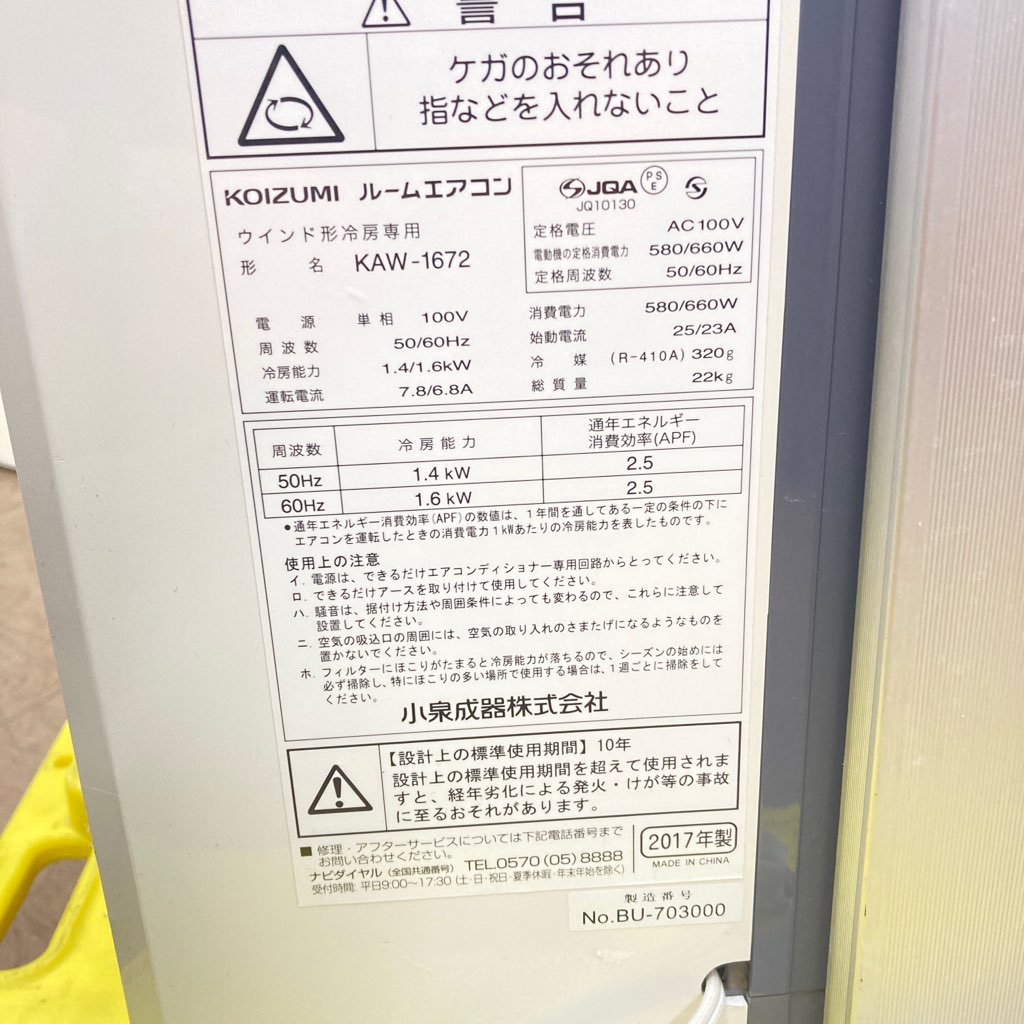 警告
ケガのおそれあり
指などを入れないこと
KOIZUMI ルームエアコン
ウインド形冷房専用
形 名 KAW-1672
JQA PSE
JQ10130
定格電圧 AC100V
電動機の定格消費電力 580/660W
定格周波数 50/60Hz
電源 単相 100V
周波数 50/60Hz
冷房能力 1.4/1.6kW
運転電流 7.8/6.8A
消費電力 580/660W
始動電流 25/23A
冷媒 (R-410A) 320g
総質量 22kg
周波数 冷房能力 通年エネルギー消費効率(APF)
50Hz 1.4 kW 2.5
60Hz 1.6 kW 2.5
●通年エネルギー消費効率(APF)の数値は、1年間を通してある一定の条件の下に
エアコンを運転したときの消費電力1kWあたりの冷房能力を表したものです。
使用上の注意
イ. 電源は、できるだけエアコンディショナー専用回路からとってください。
ロ. できるだけアースを取り付けて使用してください。
ハ. 騒音は、据付け方法や周囲条件によっても変わるので、これらに注意して
設置してください。
ニ. 空気の吸込口の周囲には、空気の取り入れのさまたげになるようなものを
置かないでください。
ホ. フィルターにほこりがたまると冷房能力が落ちるので、シーズンの始めには
必ず掃除し、特にほこりの多い場所で使用する場合は、1週ごとに掃除をして
ください。
小泉成器株式会社
【設計上の標準使用期間】10年
設計上の標準使用期間を超えて使用されま
すと、経年劣化による発火・けが等の事故
に至るおそれがあります。
■修理・アフターサービスについては下記電話番号まで
お問い合わせください。
ナビダイヤル (全国共通番号) TEL.0570(05)8888
受付時間: 平日9:00〜17:30 (土・日・祝日・夏季休暇・年末年始を除く)
2017年製
MADE IN CHINA
製造番号
No.BU-703000